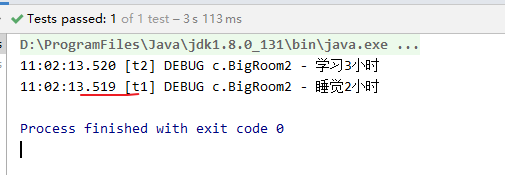 Tests passed: 1 of 1 test – 3 s 113 ms
D:\ProgramFiles\Java\jdk1.8.0_131\bin\java.exe ...
11:02:13.520 [t2] DEBUG c.BigRoom2 - 学习3小时
11:02:13.519 [t1] DEBUG c.BigRoom2 - 睡觉2小时
Process finished with exit code 0